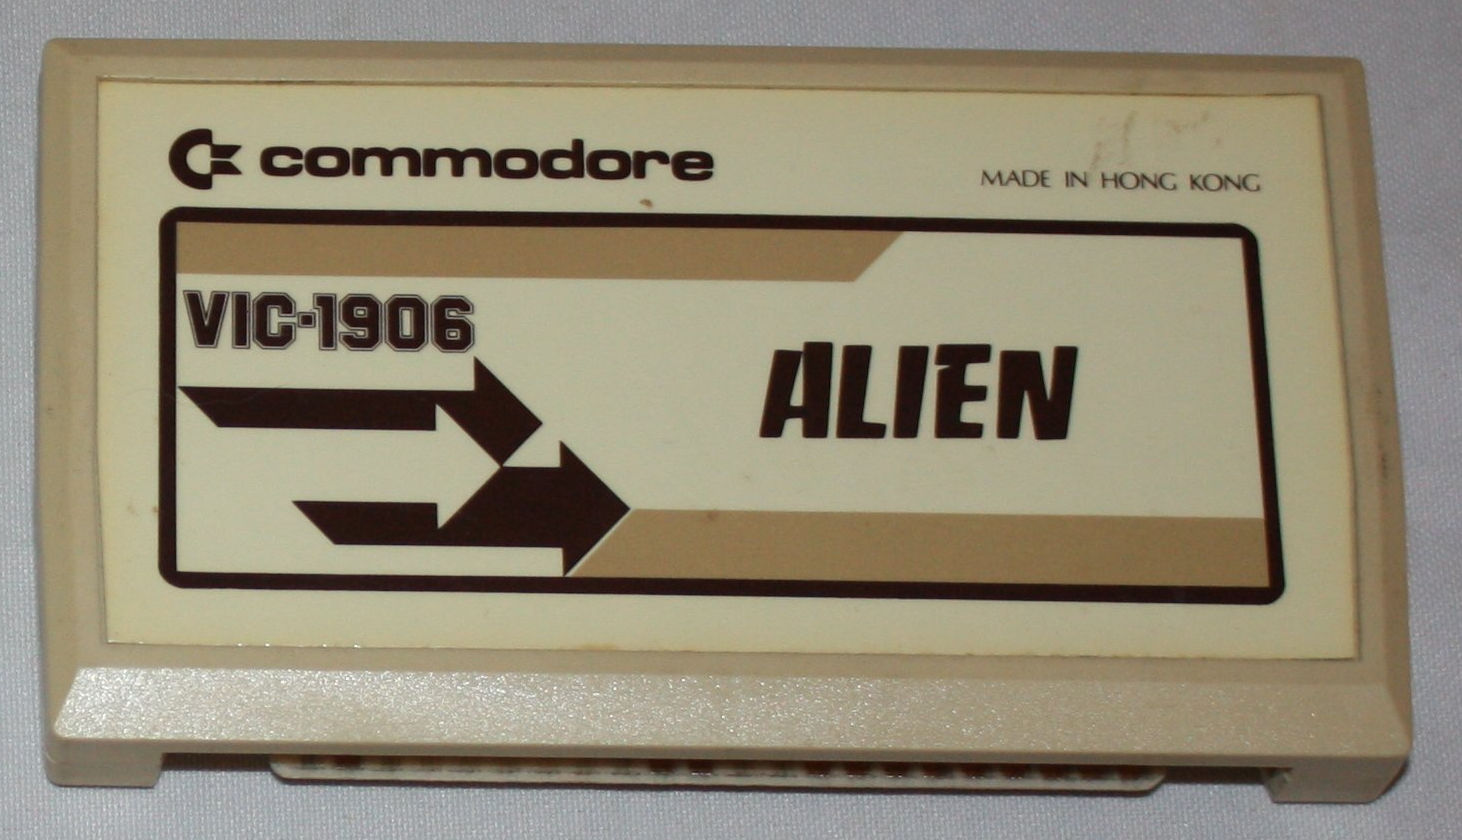 commodore
MADE IN HONG KONG
VIC-1906
ALIEN